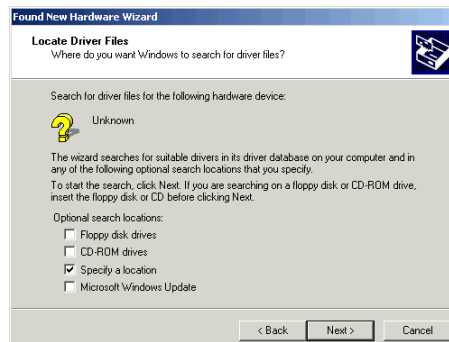 Found New Hardware Wizard
Locate Driver Files
Where do you want Windows to search for driver files?
Search for driver files for the following hardware device:
Unknown
The wizard searches for suitable drivers in its driver database on your computer and in
any of the following optional search locations that you specify.
To start the search, click Next. If you are searching on a floppy disk or CD-ROM drive,
insert the floppy disk or CD before clicking Next.
Optional search locations:
Floppy disk drives
CD-ROM drives
Specify a location
Microsoft Windows Update
< Back Next > Cancel